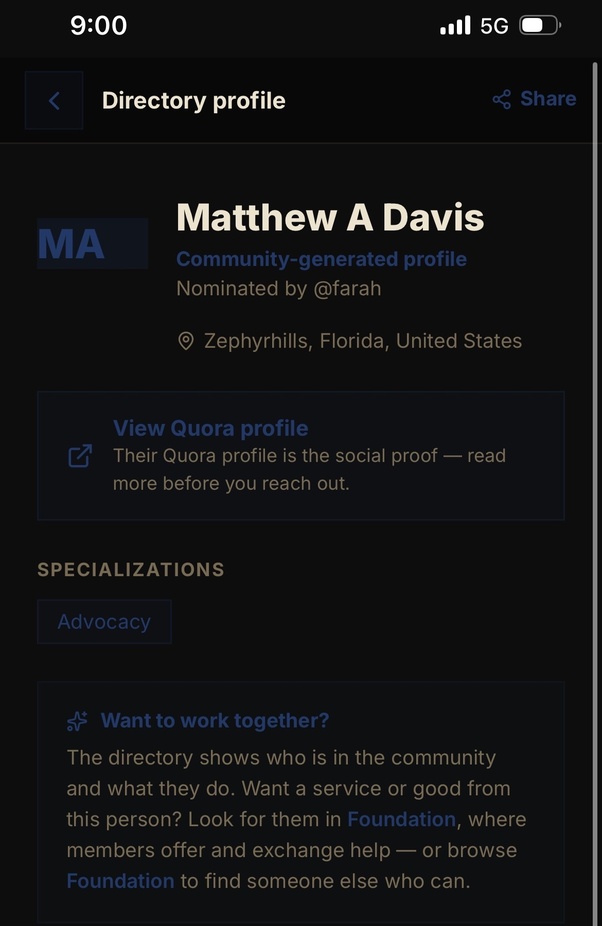 9:00
5G
Directory profile
Share
MA
Matthew A Davis
Community-generated profile
Nominated by @farah
Zephyrhills, Florida, United States
View Quora profile
Their Quora profile is the social proof — read
more before you reach out.
SPECIALIZATIONS
Advocacy
Want to work together?
The directory shows who is in the community
and what they do. Want a service or good from
this person? Look for them in Foundation, where
members offer and exchange help — or browse
Foundation to find someone else who can.